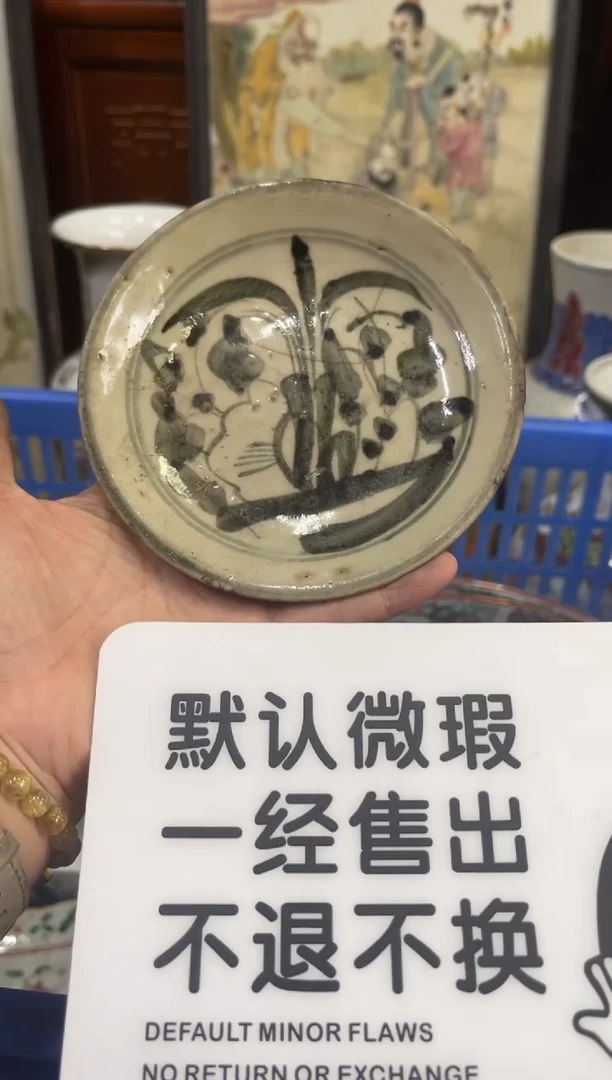 默认微瑕
一经售出
不退不换
DEFAULT MINOR FLAWS
NO RETURN OR EXCHANGE